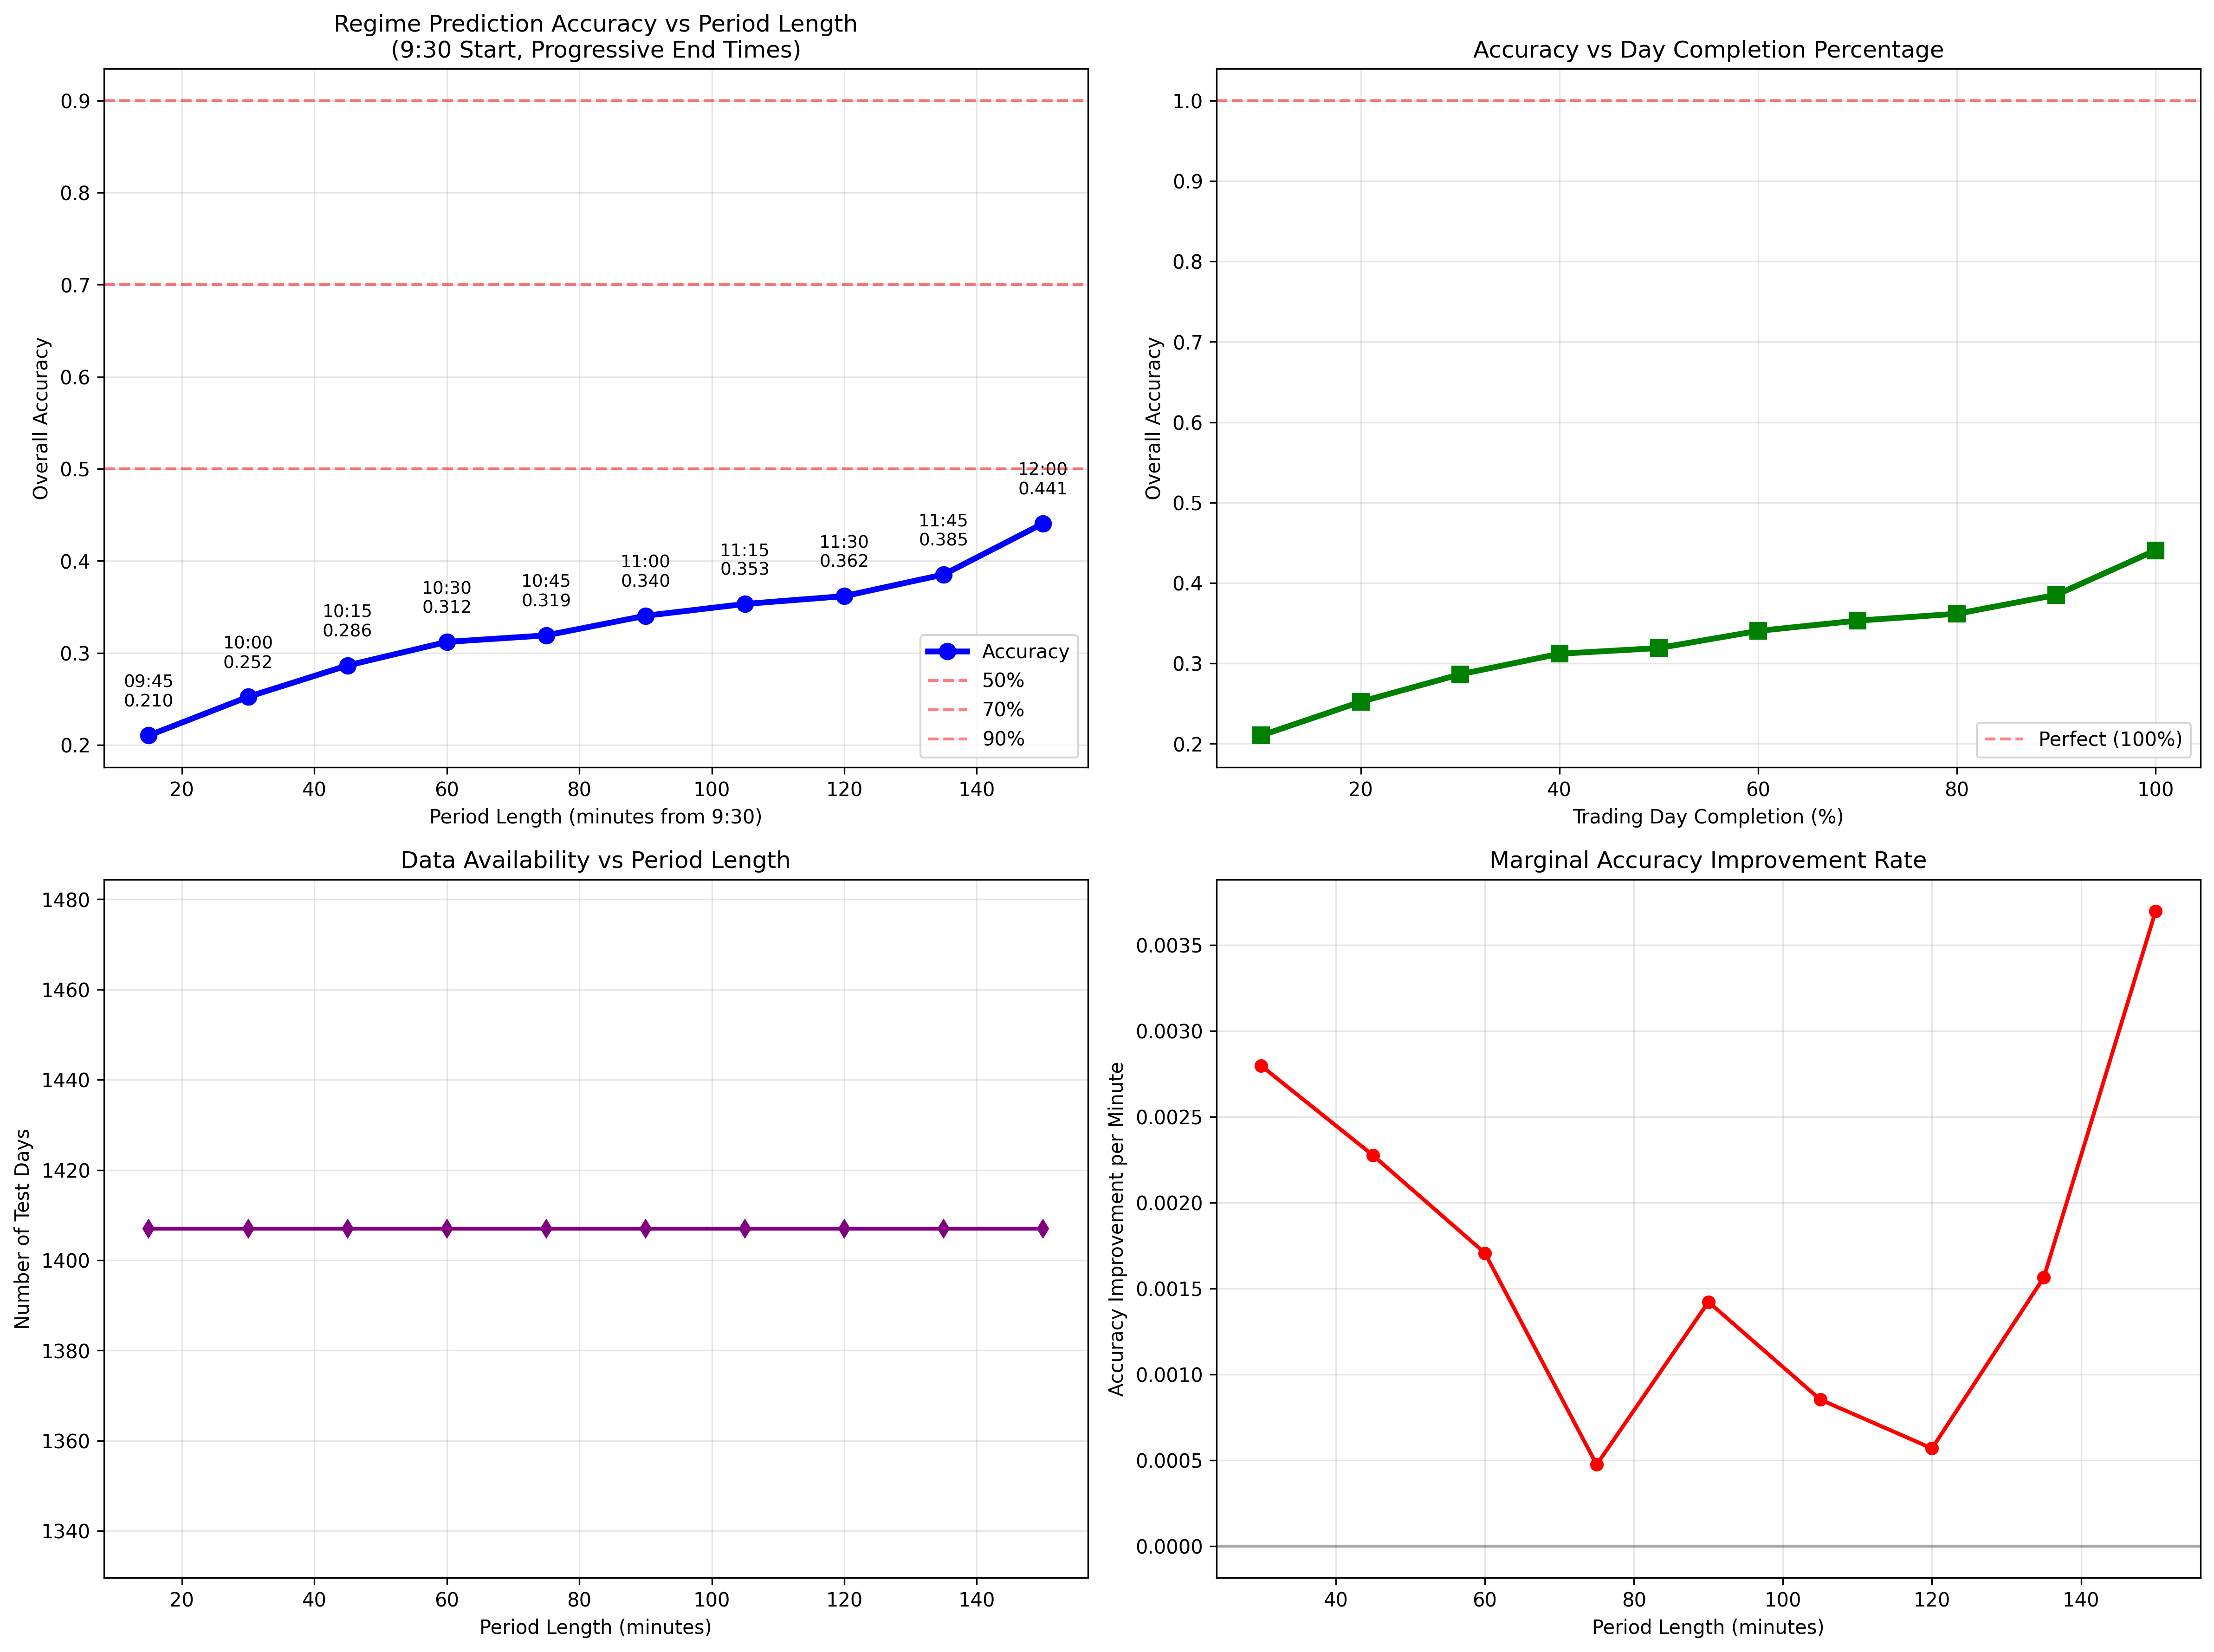 Regime Prediction Accuracy vs Period Length
(9:30 Start, Progressive End Times)
Overall Accuracy
0.9
0.8
0.7
0.6
0.5
0.4
0.3
0.2
09:45
0.210
10:00
0.252
10:15
0.286
10:30
0.312
10:45
0.319
11:00
0.340
11:15
0.353
11:30
0.362
11:45
0.385
12:00
0.441
Accuracy
50%
70%
90%
20 40 60 80 100 120 140
Period Length (minutes from 9:30)
Accuracy vs Day Completion Percentage
Overall Accuracy
1.0
0.9
0.8
0.7
0.6
0.5
0.4
0.3
0.2
Perfect (100%)
20 40 60 80 100
Trading Day Completion (%)
Data Availability vs Period Length
Number of Test Days
1480
1460
1440
1420
1400
1380
1360
1340
20 40 60 80 100 120 140
Period Length (minutes)
Marginal Accuracy Improvement Rate
Accuracy Improvement per Minute
0.0035
0.0030
0.0025
0.0020
0.0015
0.0010
0.0005
0.0000
40 60 80 100 120 140
Period Length (minutes)